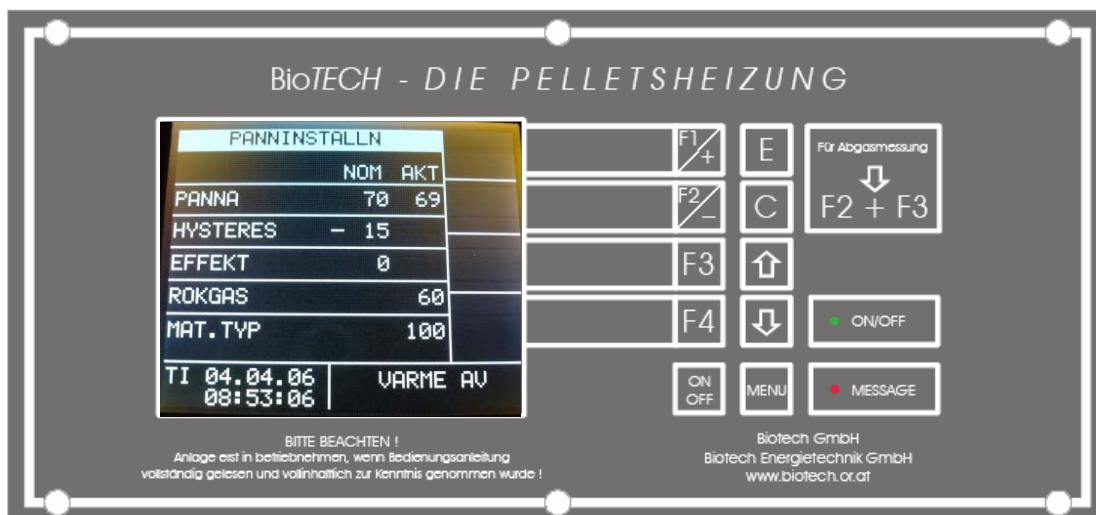 BioTECH - DIE PELLETSHEIZUNG
PANNINSTALLN
NOM AKT
PANNA 70 69
HYSTERES - 15
EFFEKT 0
ROKGAS 60
MAT.TYP 100
TI 04.04.06
08:53:06
VARME AV
F1/+
E
F2/-
C
F3
F4
ON
OFF
MENU
Für Abgasmessung
F2 + F3
ON/OFF
MESSAGE
BITTE BEACHTEN !
Anlage est in betriebnehmen, wenn Bedienungsanleitung
vollständig gelesen und vollinhaltlich zur Kenntnis genommen wurde !
Biotech GmbH
Biotech Energietechnik GmbH
www.biotech.or.at